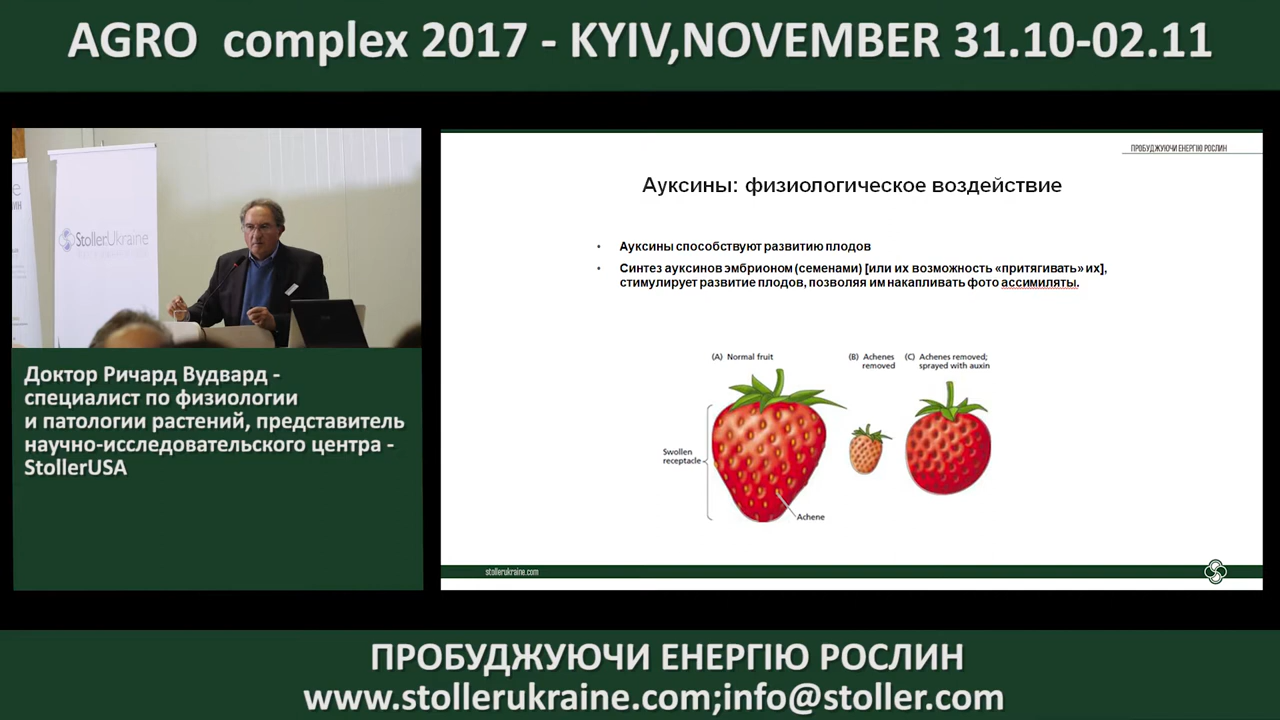 AGRO complex 2017 - KYIV,NOVEMBER 31.10-02.11
StollerUkraine
Доктор Ричард Вудвард -
специалист по физиологии
и патологии растений, представитель
научно-исследовательского центра -
StollerUSA
ПРОБУДЖУЮЧИ ЕНЕРГІЮ РОСЛИН
Ауксины: физиологическое воздействие
• Ауксины способствуют развитию плодов
• Синтез ауксинов эмбрионом (семенами) [или их возможность «притягивать» их],
стимулирует развитие плодов, позволяя им накапливать фото ассимиляты.
(A) Normal fruit
(B) Achenes
removed
(C) Achenes removed;
sprayed with auxin
Swollen
receptacle
Achene
stollerukraine.com
ПРОБУДЖУЮЧИ ЕНЕРГІЮ РОСЛИН
www.stollerukraine.com;info@stoller.com